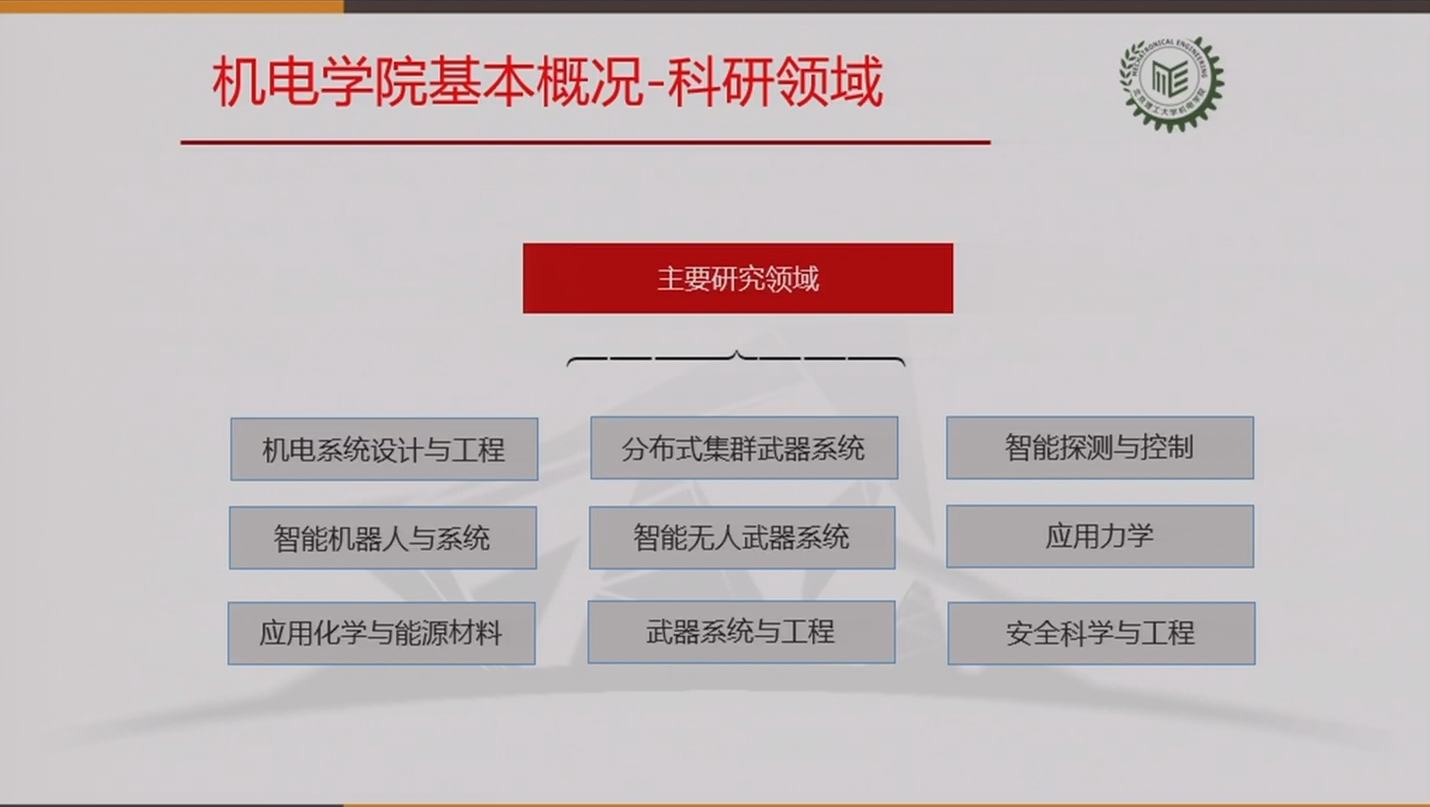 机电学院基本概况-科研领域
MECHATRONICAL ENGINEERING
北京理工大学机电学院
主要研究领域
机电系统设计与工程
分布式集群武器系统
智能探测与控制
智能机器人与系统
智能无人武器系统
应用力学
应用化学与能源材料
武器系统与工程
安全科学与工程